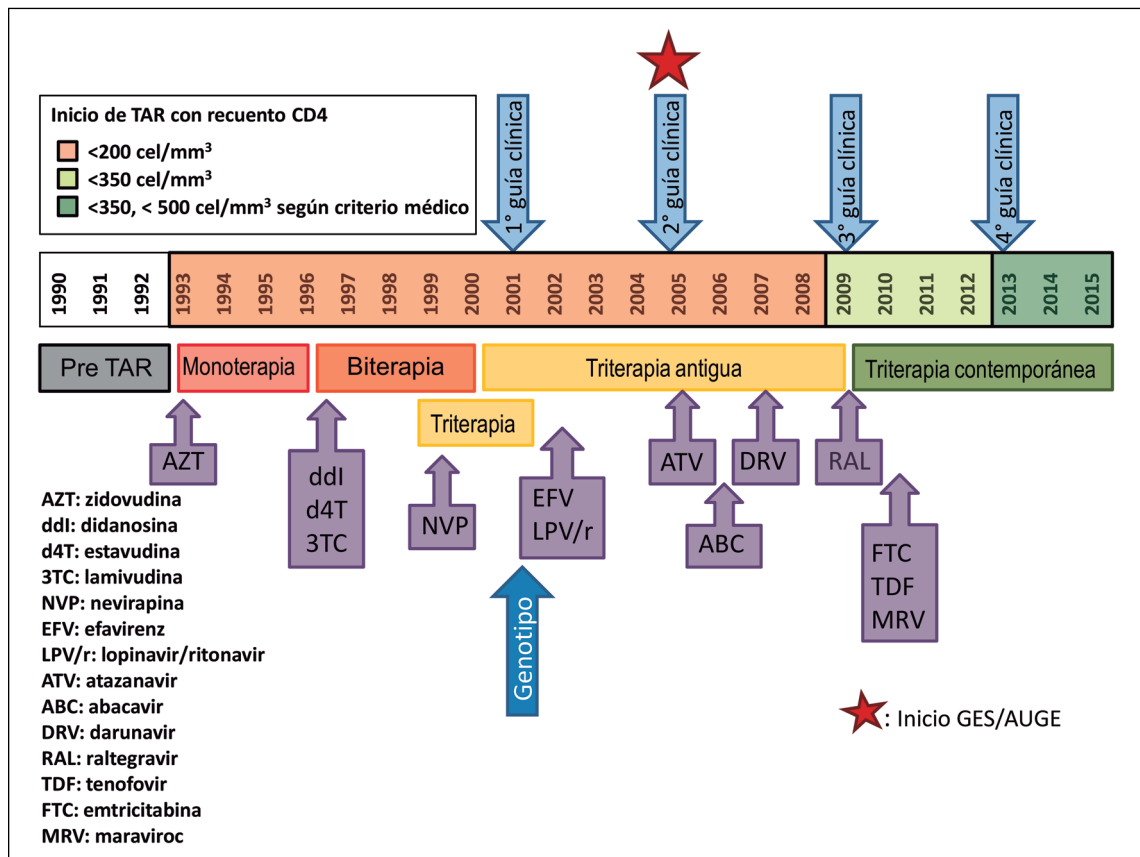 Inicio de TAR con recuento CD4
<200 cel/mm³
<350 cel/mm³
<350, < 500 cel/mm³ según criterio médico
1° guía clínica
2° guía clínica
3° guía clínica
4° guía clínica
1990
1991
1992
1993
1994
1995
1996
1997
1998
1999
2000
2001
2002
2003
2004
2005
2006
2007
2008
2009
2010
2011
2012
2013
2014
2015
Pre TAR
Monoterapia
Biterapia
Triterapia antigua
Triterapia contemporánea
Triterapia
AZT
ddI
d4T
3TC
NVP
EFV
LPV/r
ATV
ABC
DRV
RAL
FTC
TDF
MRV
Genotipo
AZT: zidovudina
ddI: didanosina
d4T: estavudina
3TC: lamivudina
NVP: nevirapina
EFV: efavirenz
LPV/r: lopinavir/ritonavir
ATV: atazanavir
ABC: abacavir
DRV: darunavir
RAL: raltegravir
TDF: tenofovir
FTC: emtricitabina
MRV: maraviroc
: Inicio GES/AUGE